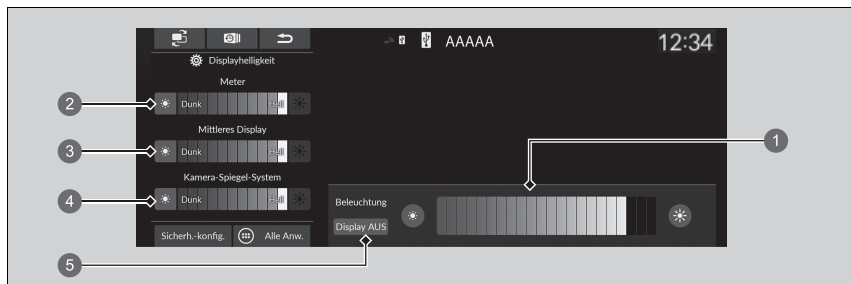 AAAAA
12:34
Displayhelligkeit
Meter
Dunk Hell
Mittleres Display
Dunk Hell
Kamera-Spiegel-System
Dunk Hell
Sicherh.-konfig. Alle Anw.
Beleuchtung
Display AUS
1
2
3
4
5